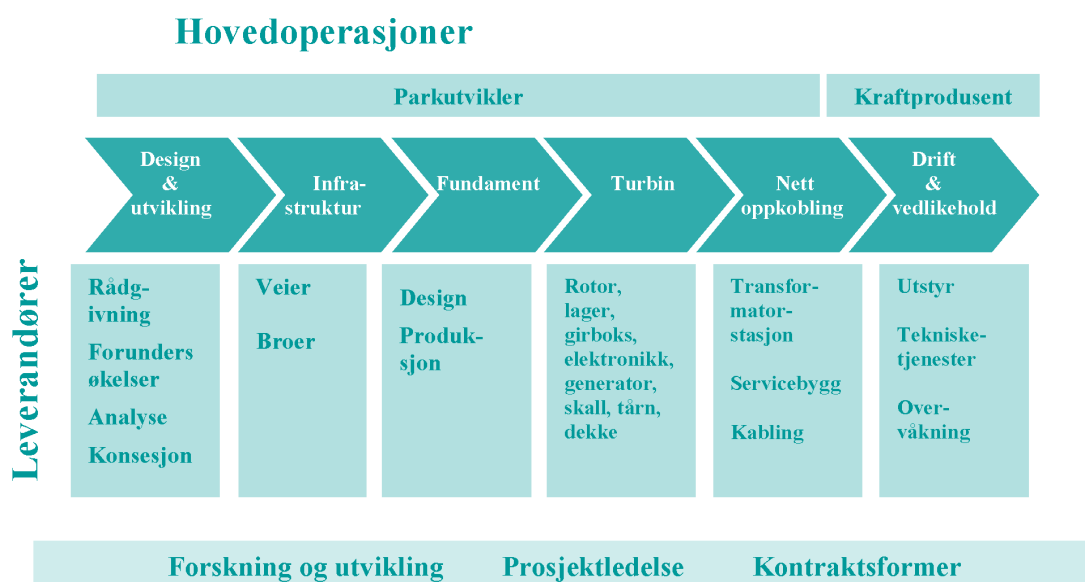 Hovedoperasjoner
Parkutvikler
Kraftprodusent
Design
&
utvikling
Infra-
struktur
Fundament
Turbin
Nett
oppkobling
Drift
&
vedlikehold
Leverandører
Rådg-
ivning
Forunders
økelser
Analyse
Konsesjon
Veier
Broer
Design
Produk-
sjon
Rotor,
lager,
girboks,
elektronikk,
generator,
skall, tårn,
dekke
Transfor-
mator-
stasjon
Servicebygg
Kabling
Utstyr
Tekniske-
tjenester
Over-
våkning
Forskning og utvikling
Prosjektledelse
Kontraktsformer